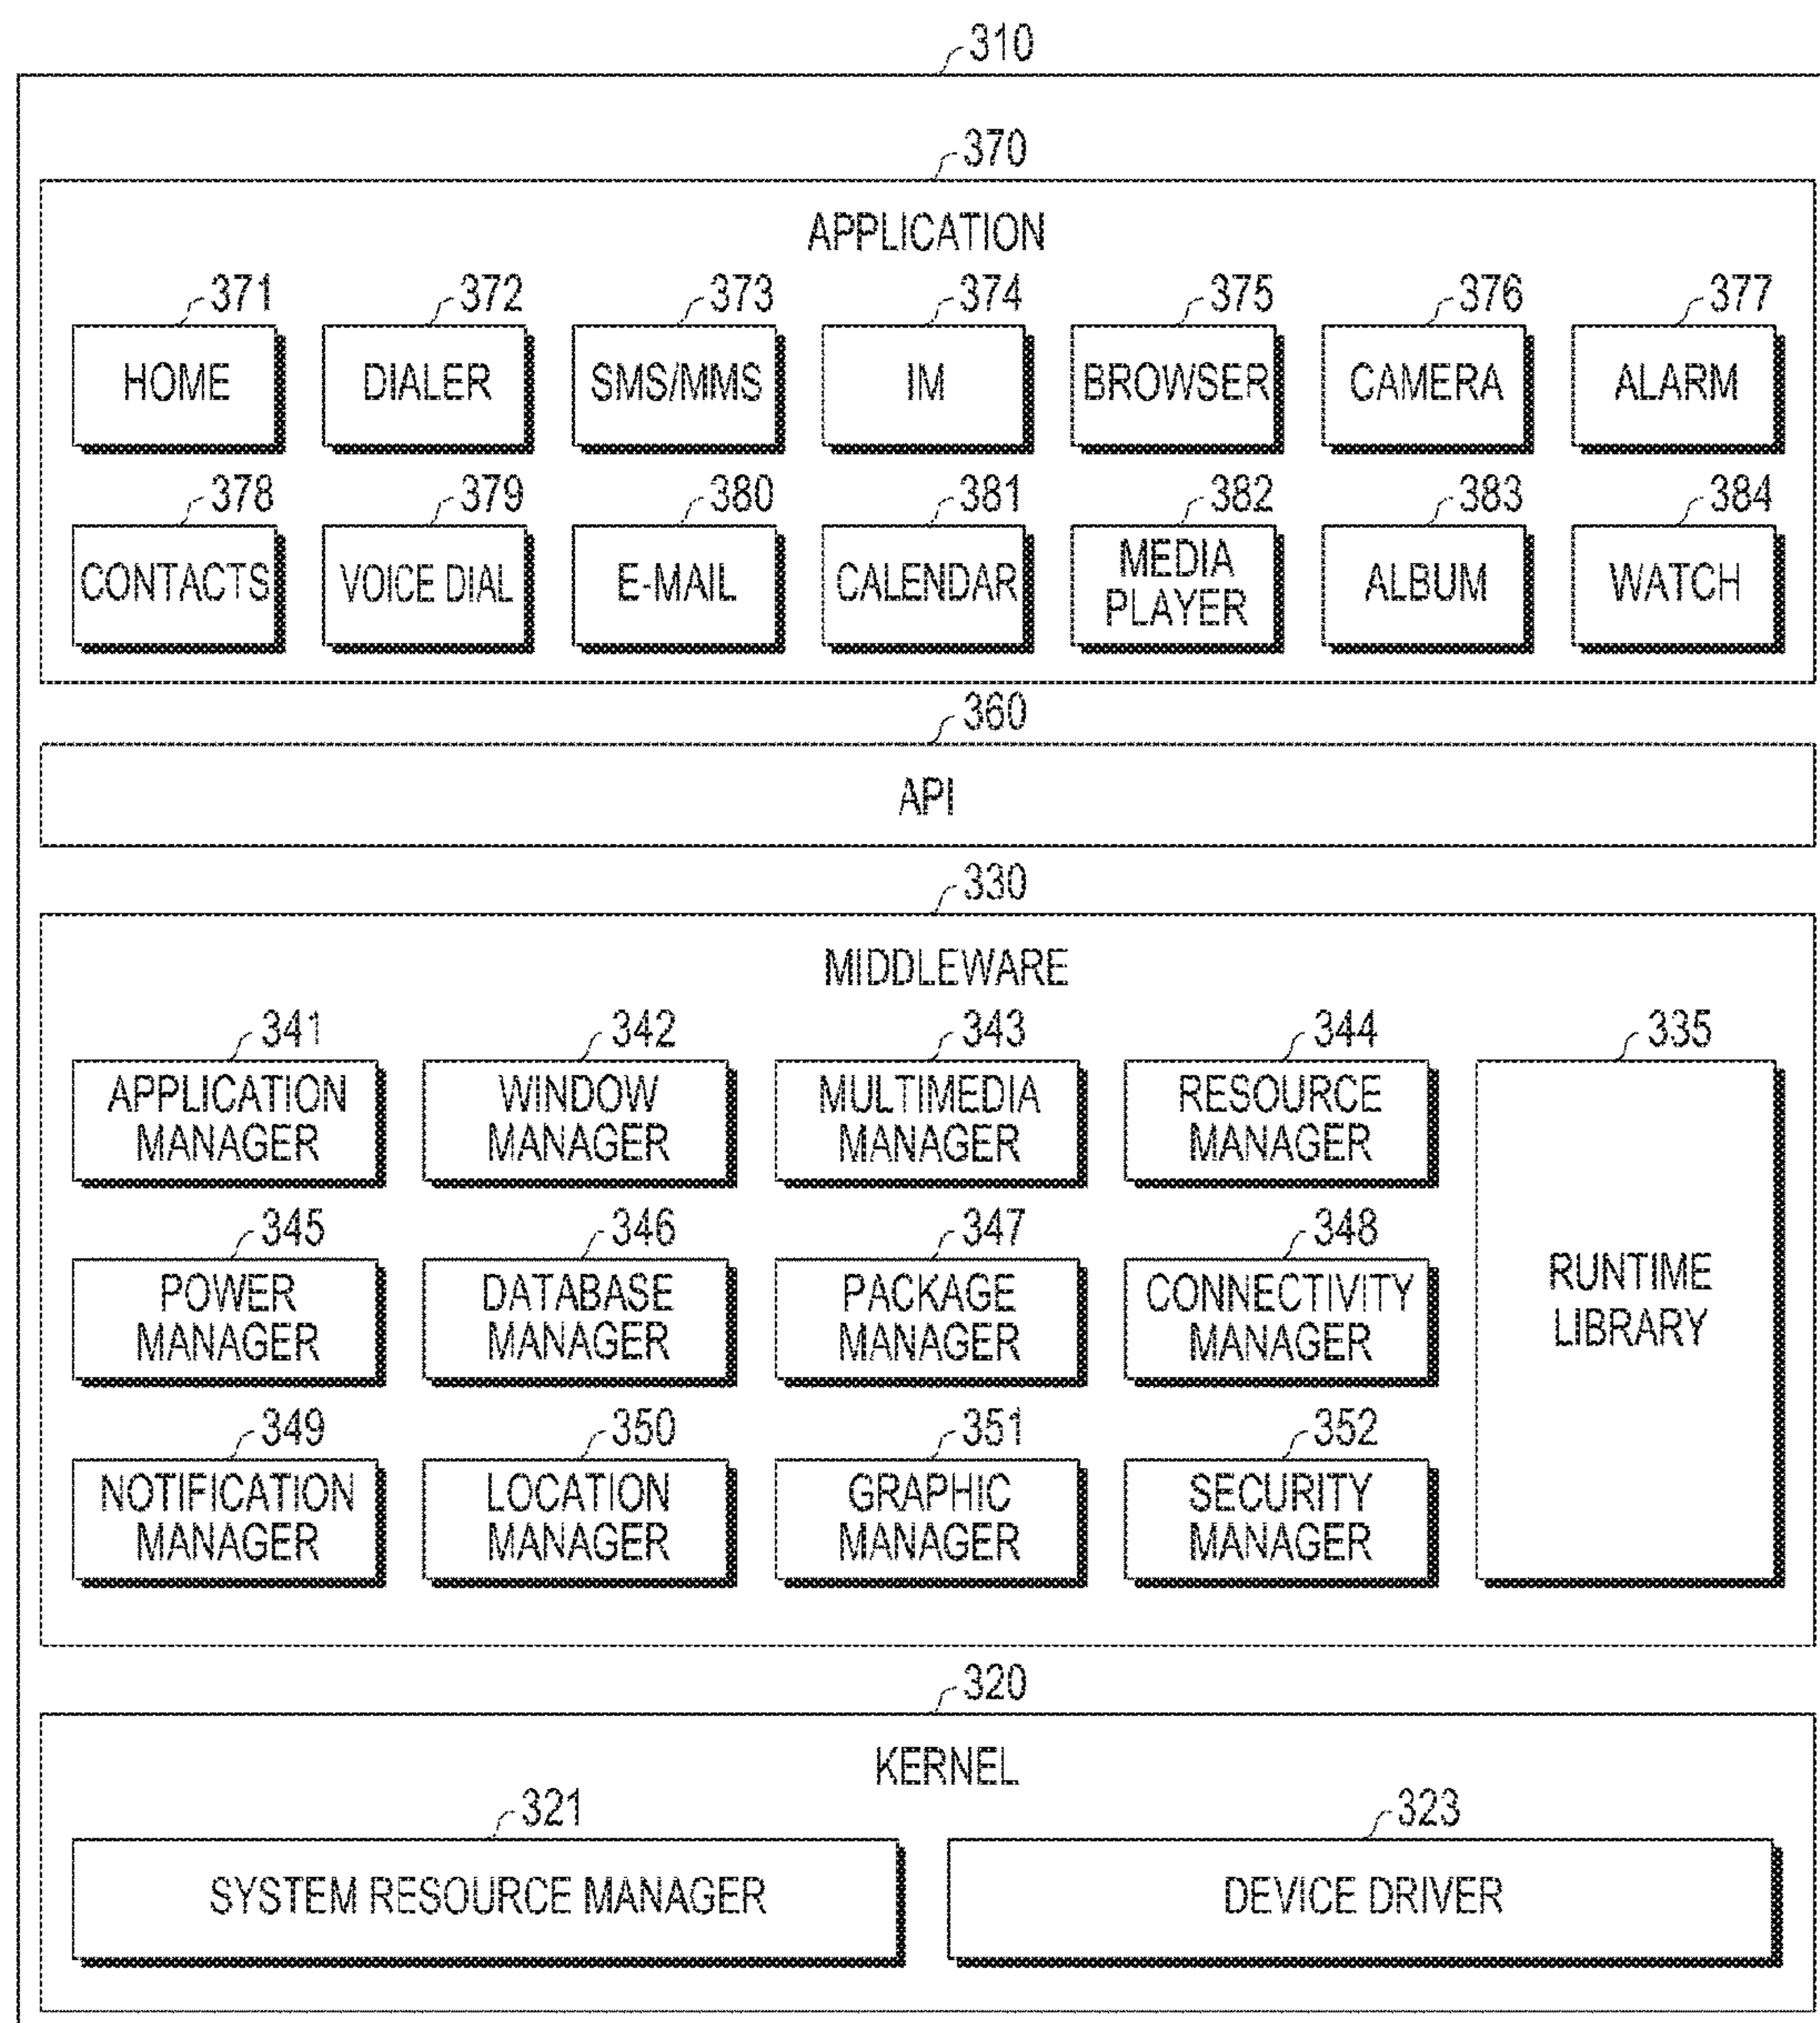 310
370
APPLICATION
371 372 373 374 375 376 377
HOME DIALER SMS/MMS IM BROWSER CAMERA ALARM
378 379 380 381 382 383 384
CONTACTS VOICE DIAL E-MAIL CALENDAR MEDIA PLAYER ALBUM WATCH
360
API
330
MIDDLEWARE
341 342 343 344 335
APPLICATION MANAGER WINDOW MANAGER MULTIMEDIA MANAGER RESOURCE MANAGER
345 346 347 348
POWER MANAGER DATABASE MANAGER PACKAGE MANAGER CONNECTIVITY MANAGER RUNTIME LIBRARY
349 350 351 352
NOTIFICATION MANAGER LOCATION MANAGER GRAPHIC MANAGER SECURITY MANAGER
320
KERNEL
321 323
SYSTEM RESOURCE MANAGER DEVICE DRIVER